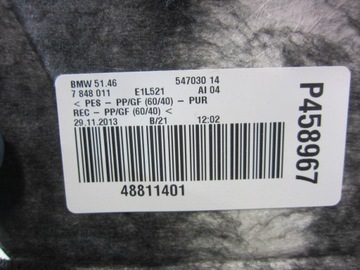 BMW 51.46 547030 14
7 848 011 E1L521 AI 04
< PES - PP/GF (60/40) - PUR
REC - PP/GF (60/40) <
29.11.2013 B/21 12:02
48811401
P458967